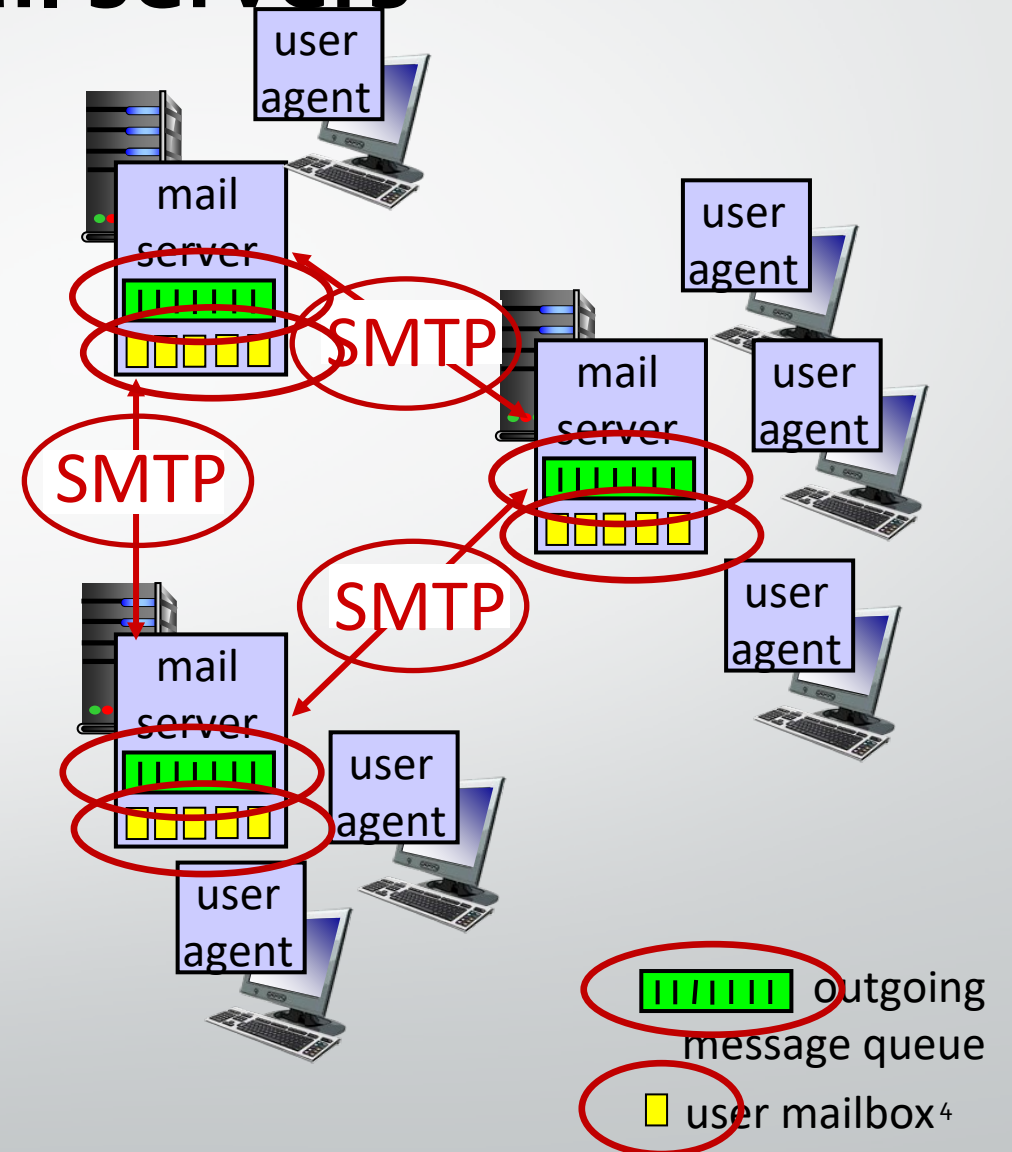 user
agent
mail
server
user
agent
SMTP
mail
server
user
agent
SMTP
user
agent
SMTP
mail
server
user
agent
user
agent
outgoing
message queue
user mailbox 4